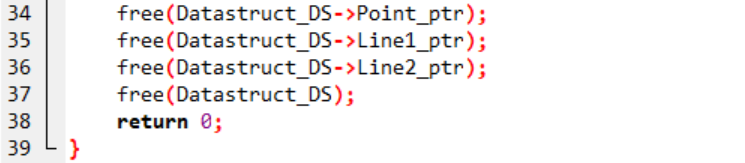 34 free(Datastruct_DS->Point_ptr);
35 free(Datastruct_DS->Line1_ptr);
36 free(Datastruct_DS->Line2_ptr);
37 free(Datastruct_DS);
38 return 0;
39 }